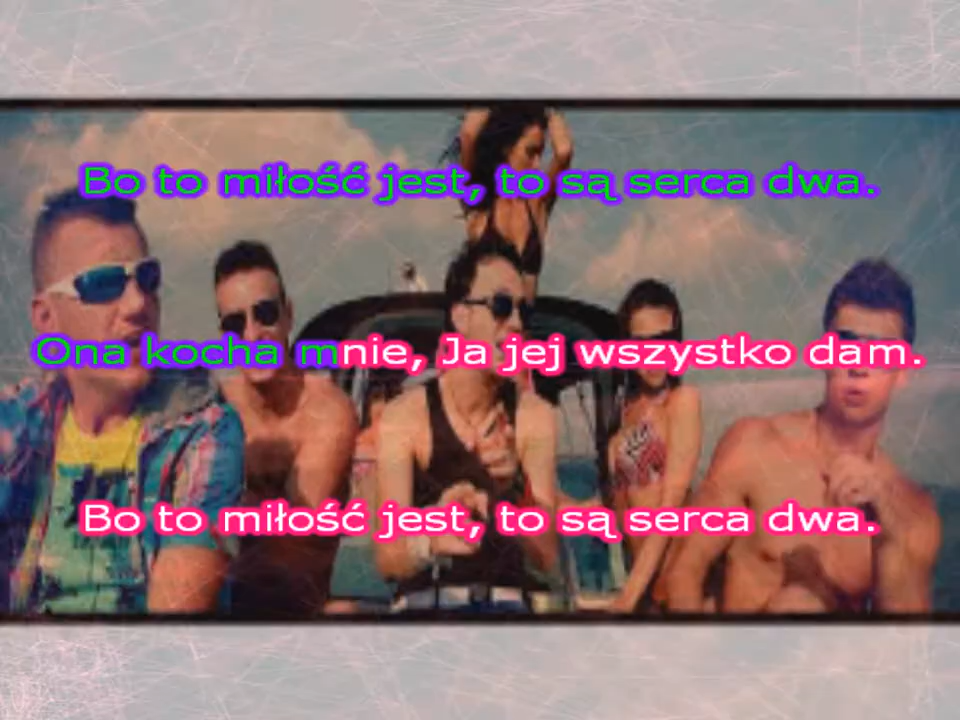 Bo to miłość jest, to są serca dwa.
Ona kocha mnie, Ja jej wszystko dam.
Bo to miłość jest, to są serca dwa.